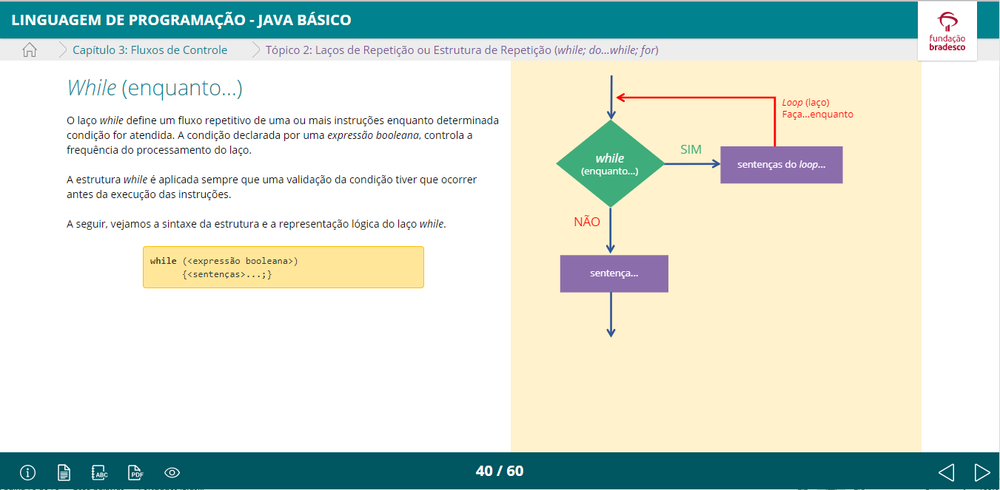 LINGUAGEM DE PROGRAMAÇÃO - JAVA BÁSICO
fundação
bradesco
Capítulo 3: Fluxos de Controle
Tópico 2: Laços de Repetição ou Estrutura de Repetição (while; do...while; for)
While (enquanto...)
O laço while define um fluxo repetitivo de uma ou mais instruções enquanto determinada
condição for atendida. A condição declarada por uma expressão booleana, controla a
frequência do processamento do laço.
A estrutura while é aplicada sempre que uma validação da condição tiver que ocorrer
antes da execução das instruções.
A seguir, vejamos a sintaxe da estrutura e a representação lógica do laço while.
while (<expressão booleana>)
{<sentenças>...;}
Loop (laço)
Faça...enquanto
while
(enquanto...)
SIM
sentenças do loop...
NÃO
sentença...
ABC
PDF
40 / 60